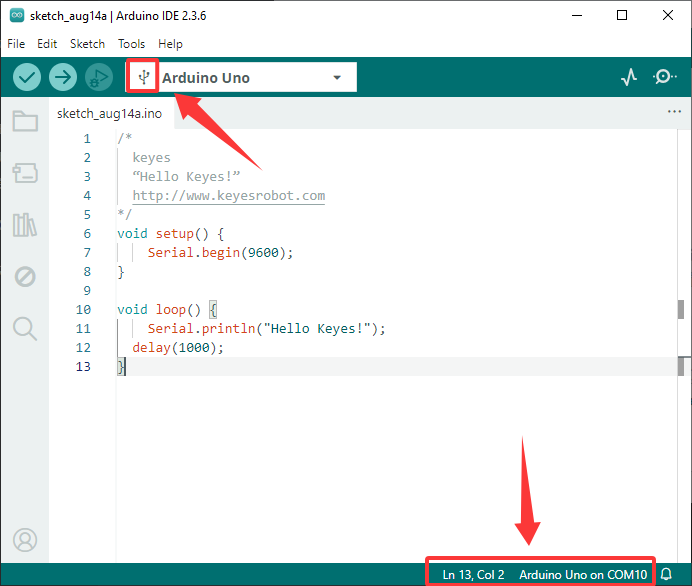 sketch_aug14a | Arduino IDE 2.3.6
File Edit Sketch Tools Help
Arduino Uno
sketch_aug14a.ino
1 /*
2 keyes
3 “Hello Keyes!”
4 http://www.keyesrobot.com
5 */
6 void setup() {
7 Serial.begin(9600);
8 }
9
10 void loop() {
11 Serial.println("Hello Keyes!");
12 delay(1000);
13 }
Ln 13, Col 2 Arduino Uno on COM10